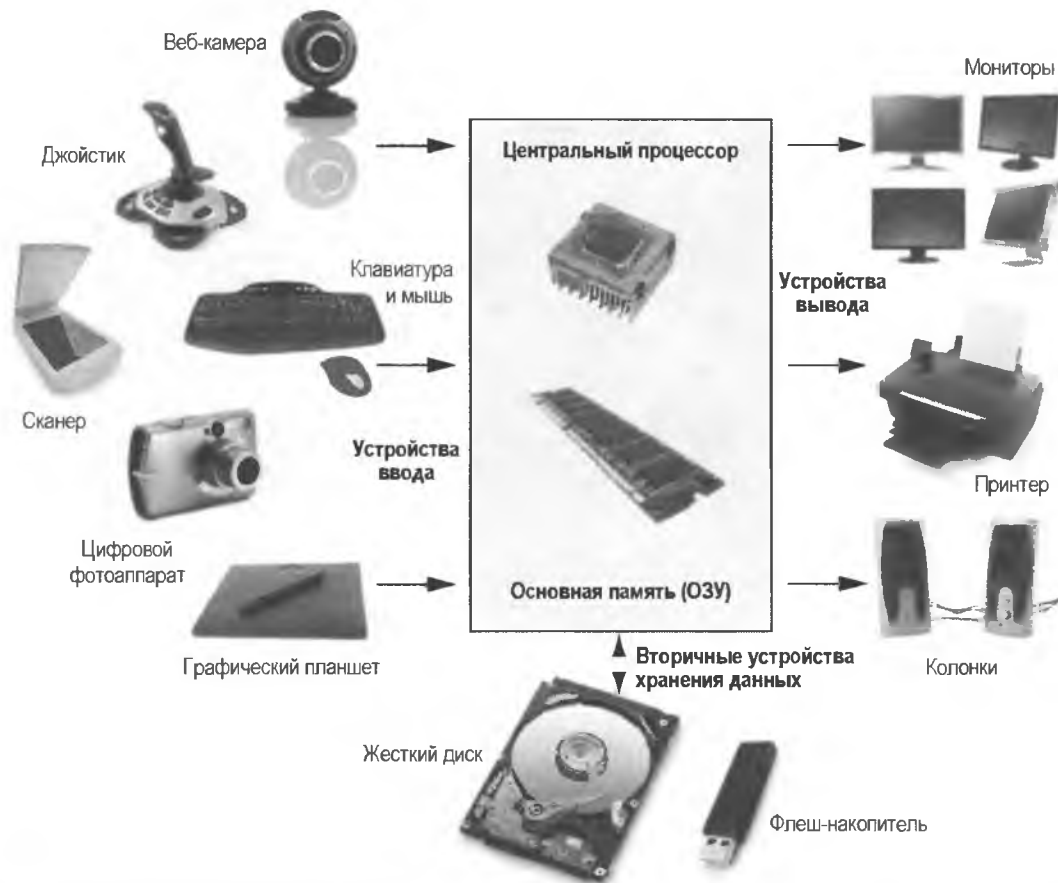 Веб-камера
Мониторы
Джойстик
Центральный процессор
Клавиатура
и мышь
Устройства
вывода
Сканер
Устройства
ввода
Принтер
Цифровой
фотоаппарат
Основная память (ОЗУ)
Графический планшет
Вторичные устройства
хранения данных
Колонки
Жесткий диск
Флеш-накопитель